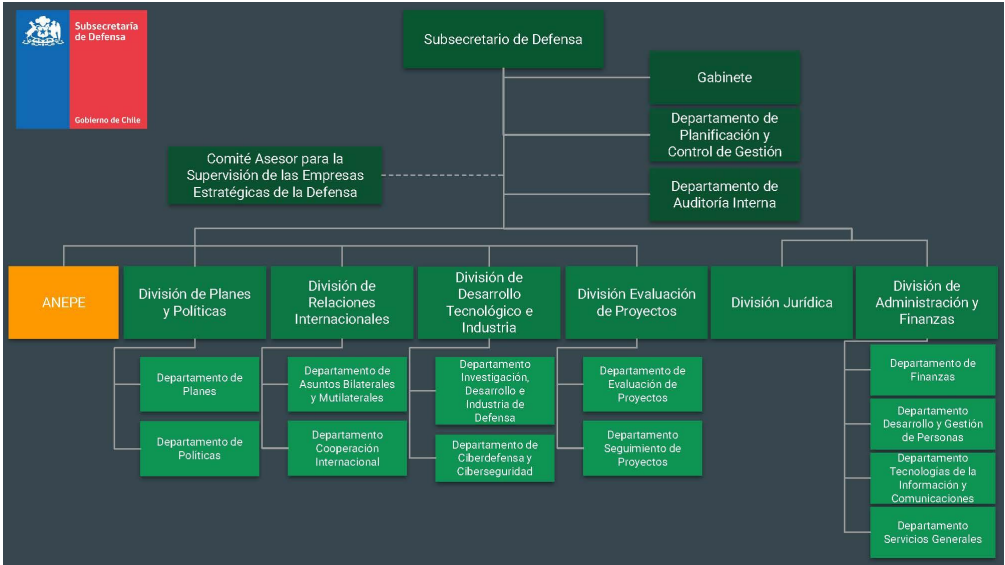 Subsecretaría
de Defensa
Gobierno de Chile
Subsecretario de Defensa
Gabinete
Departamento de
Planificación y
Control de Gestión
Comité Asesor para la
Supervisión de las Empresas
Estratégicas de la Defensa
Departamento de
Auditoría Interna
ANEPE
División de Planes
y Políticas
División de
Relaciones
Internacionales
División de
Desarrollo
Tecnológico e
Industria
División Evaluación
de Proyectos
División Jurídica
División de
Administración y
Finanzas
Departamento de
Planes
Departamento de
Políticas
Departamento de
Asuntos Bilaterales
y Mutilaterales
Departamento
Cooperación
Internacional
Departamento
Investigación,
Desarrollo e
Industria de
Defensa
Departamento de
Ciberdefensa y
Ciberseguridad
Departamento de
Evaluación de
Proyectos
Departamento
Seguimiento de
Proyectos
Departamento de
Finanzas
Departamento
Desarrollo y Gestión
de Personas
Departamento
Tecnologías de la
Información y
Comunicaciones
Departamento
Servicios Generales